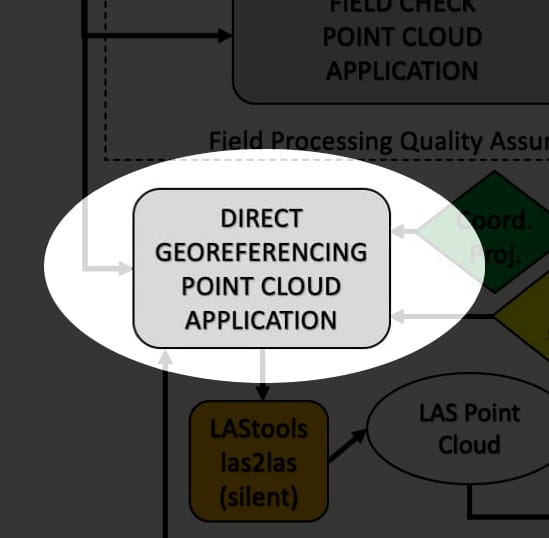 FIELD CHECK
POINT CLOUD
APPLICATION
Field Processing Quality
DIRECT
GEOREFERENCING
POINT CLOUD
APPLICATION
Coord.
Proj.
LAStools
las2las
(silent)
LAS Point
Cloud